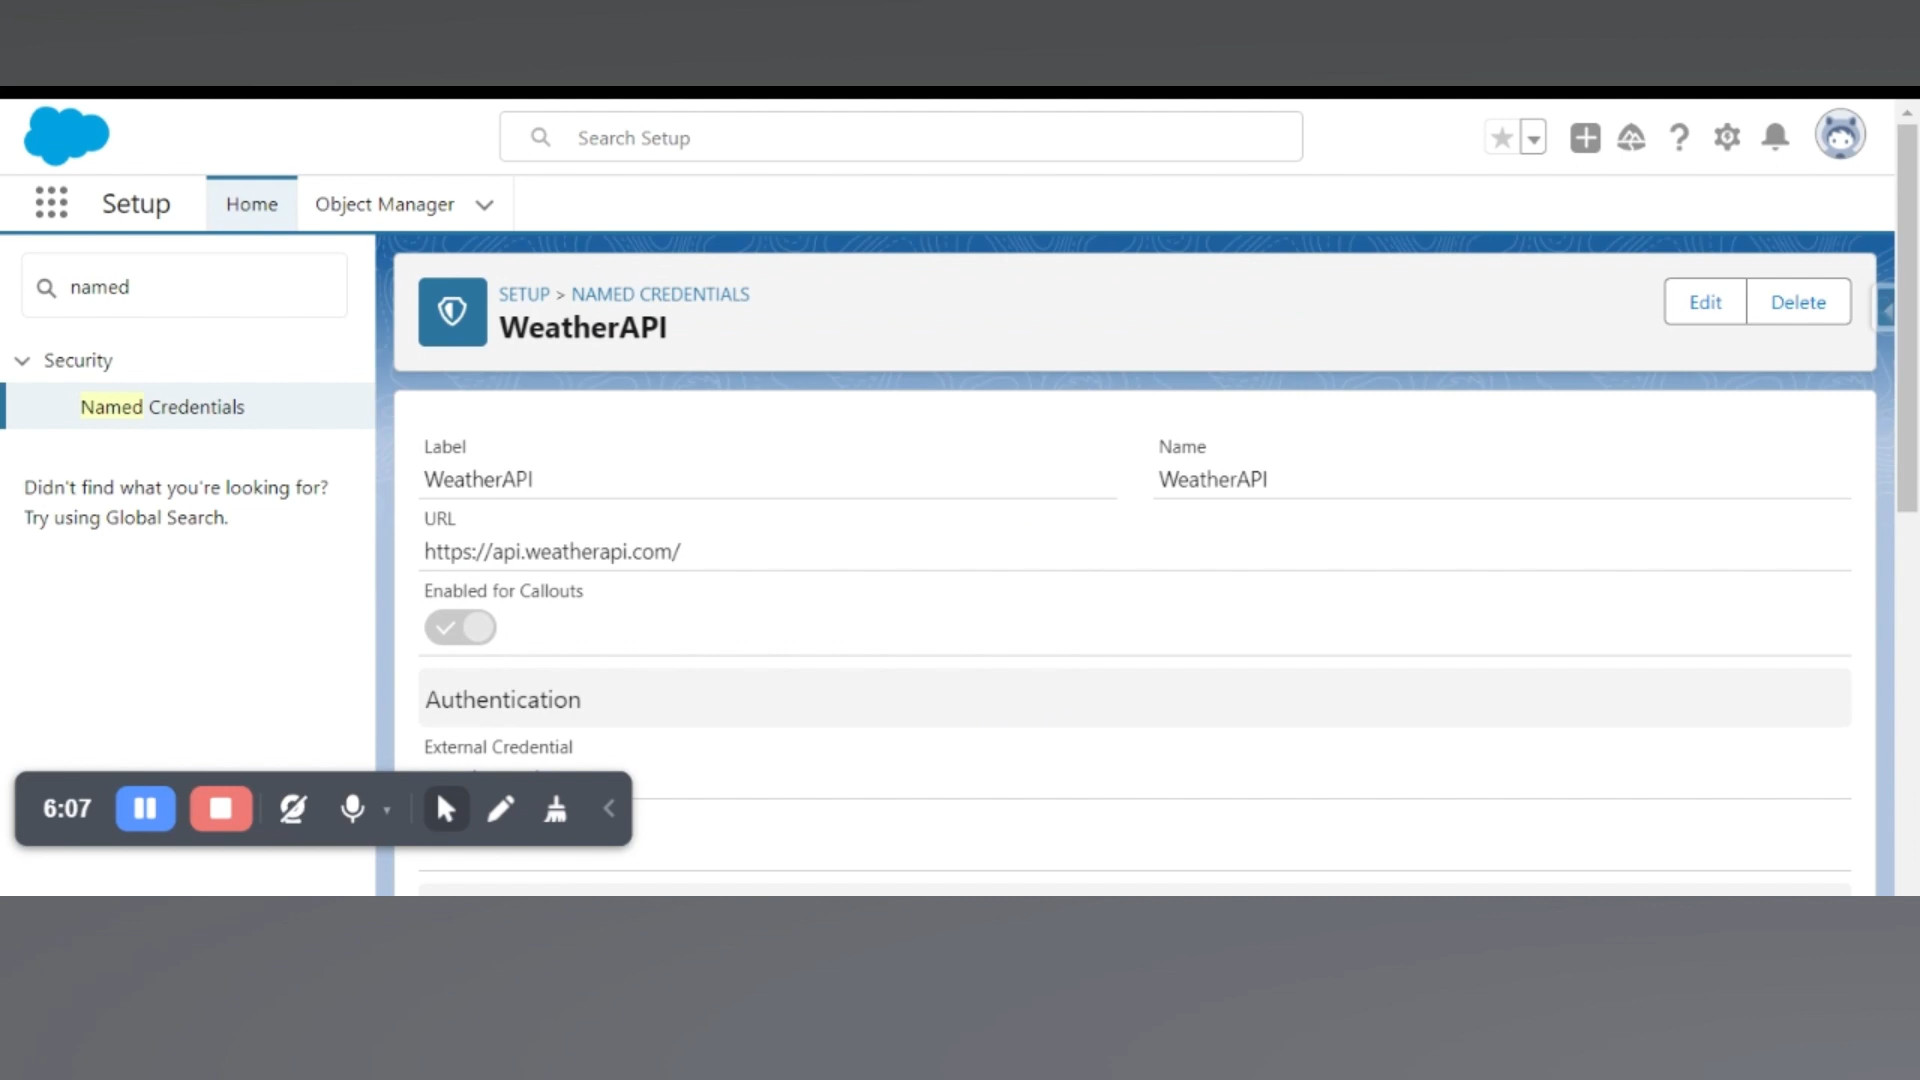 Search Setup
Setup
Home
Object Manager
named
Security
Named Credentials
Didn't find what you're looking for?
Try using Global Search.
SETUP > NAMED CREDENTIALS
WeatherAPI
Edit
Delete
Label
WeatherAPI
Name
WeatherAPI
URL
https://api.weatherapi.com/
Enabled for Callouts
Authentication
External Credential
6:07